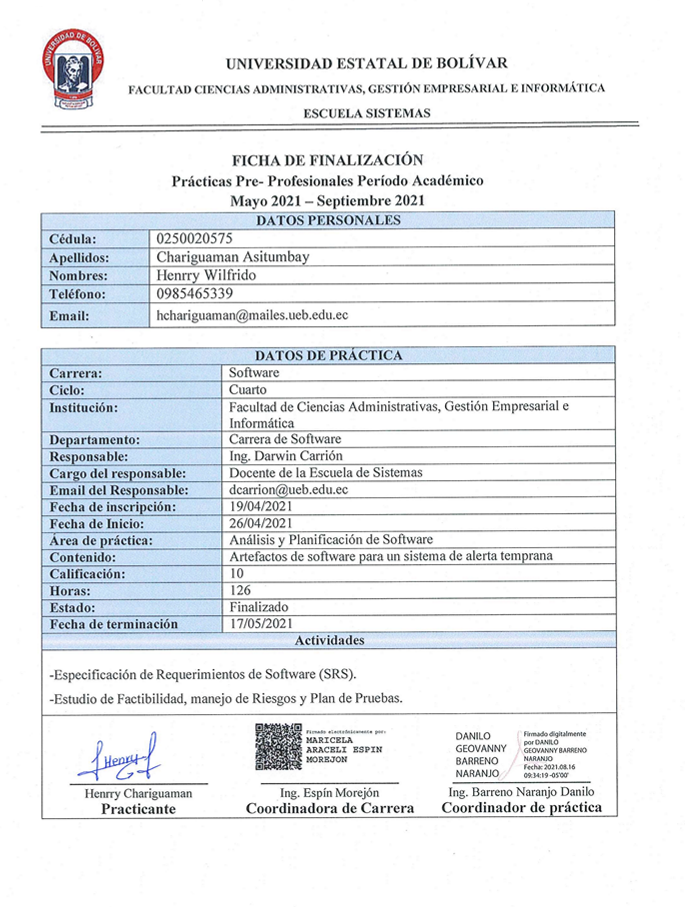 UNIVERSIDAD DE BOLIVAR
UNIVERSIDAD ESTATAL DE BOLÍVAR
FACULTAD CIENCIAS ADMINISTRATIVAS, GESTIÓN EMPRESARIAL E INFORMÁTICA
ESCUELA SISTEMAS
FICHA DE FINALIZACIÓN
Prácticas Pre- Profesionales Período Académico
Mayo 2021 – Septiembre 2021
DATOS PERSONALES
Cédula: 0250020575
Apellidos: Chariguaman Asitumbay
Nombres: Henrry Wilfrido
Teléfono: 0985465339
Email: hchariguaman@mailes.ueb.edu.ec
DATOS DE PRÁCTICA
Carrera: Software
Ciclo: Cuarto
Institución: Facultad de Ciencias Administrativas, Gestión Empresarial e
Informática
Departamento: Carrera de Software
Responsable: Ing. Darwin Carrión
Cargo del responsable: Docente de la Escuela de Sistemas
Email del Responsable: dcarrion@ueb.edu.ec
Fecha de inscripción: 19/04/2021
Fecha de Inicio: 26/04/2021
Área de práctica: Análisis y Planificación de Software
Contenido: Artefactos de software para un sistema de alerta temprana
Calificación: 10
Horas: 126
Estado: Finalizado
Fecha de terminación 17/05/2021
Actividades
-Especificación de Requerimientos de Software (SRS).
-Estudio de Factibilidad, manejo de Riesgos y Plan de Pruebas.
Henry
Henrry Chariguaman
Practicante
Firmado electrónicamente por:
MARICELA
ARACELI ESPIN
MOREJON
Ing. Espín Morejón
Coordinadora de Carrera
DANILO
GEOVANNY
BARRENO
NARANJO
Firmado digitalmente
por DANILO
GEOVANNY BARRENO
NARANJO
Fecha: 2021.08.16
09:34:19 -05'00'
Ing. Barreno Naranjo Danilo
Coordinador de práctica